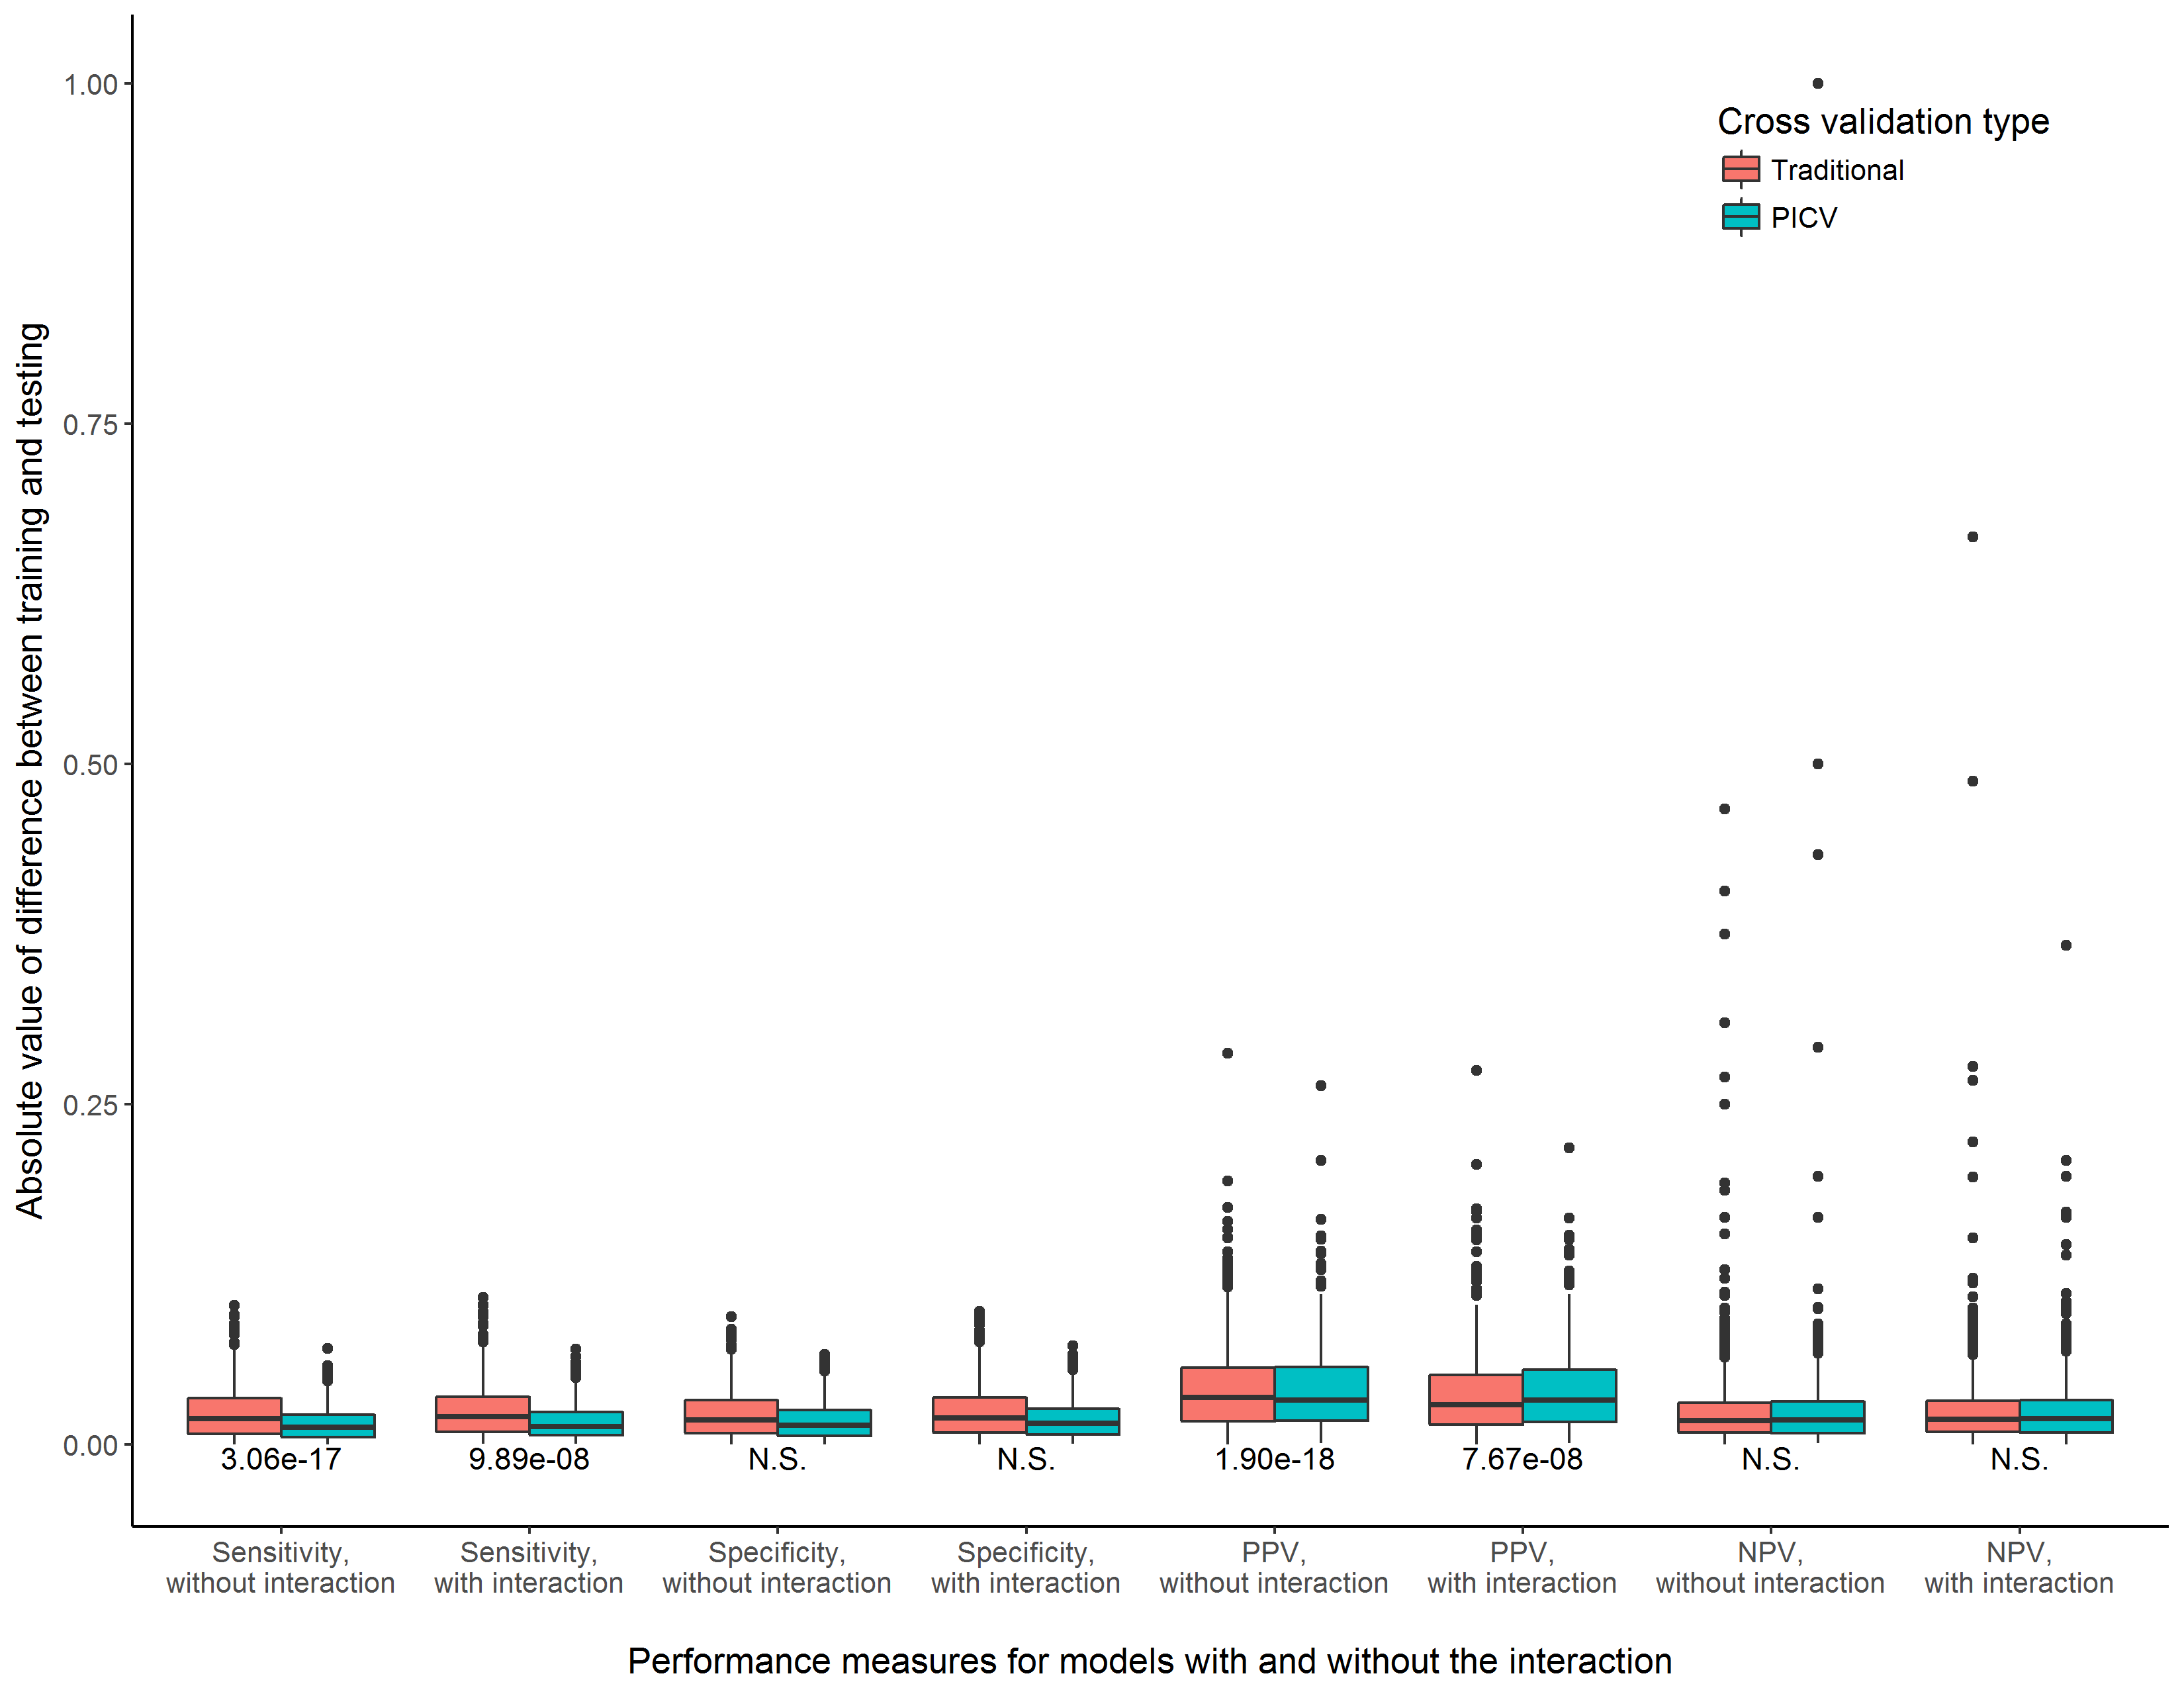 Absolute value of difference between training and testing
1.00
0.75
0.50
0.25
0.00
Cross validation type
Traditional
PICV
3.06e-17
9.89e-08
N.S.
N.S.
1.90e-18
7.67e-08
N.S.
N.S.
Sensitivity,
without interaction
Sensitivity,
with interaction
Specificity,
without interaction
Specificity,
with interaction
PPV,
without interaction
PPV,
with interaction
NPV,
without interaction
NPV,
with interaction
Performance measures for models with and without the interaction